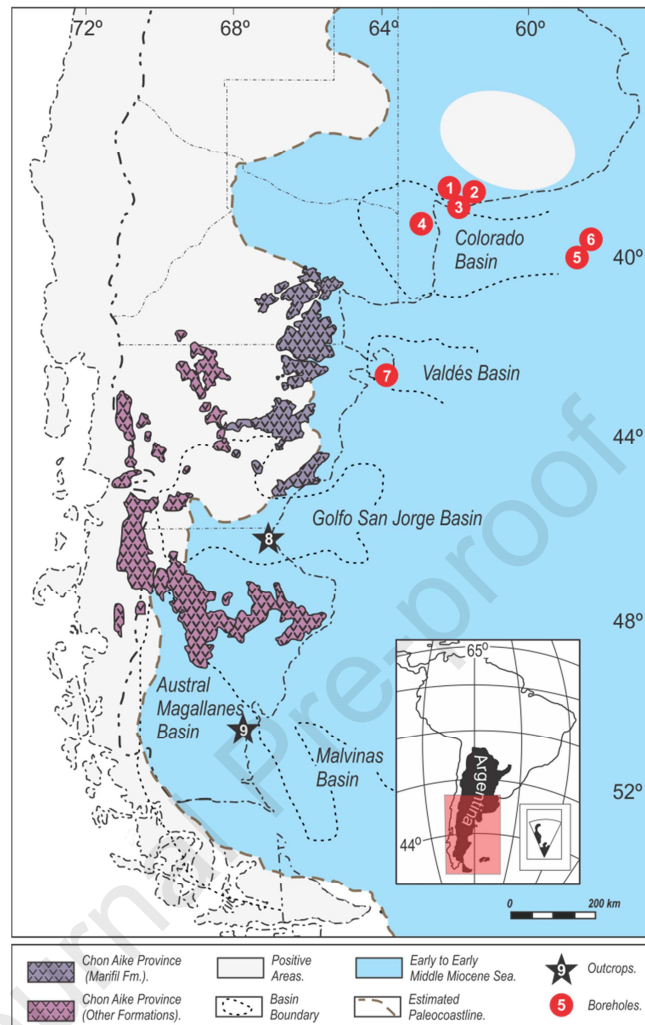 72º 68º 64º 60º
1 2
3
4
Colorado
Basin
6
5
40º
7
Valdés Basin
44º
Golfo San Jorge Basin
8
48º
Austral
Magallanes
Basin
9
Malvinas
Basin
52º
65º
Argentina
44º
0 200 km
Journal Pre-proof
Chon Aike Province
(Marifil Fm.).
Positive
Areas.
Early to Early
Middle Miocene Sea.
9 Outcrops.
Chon Aike Province
(Other Formations).
Basin
Boundary
Estimated
Paleocoastline.
5 Boreholes.